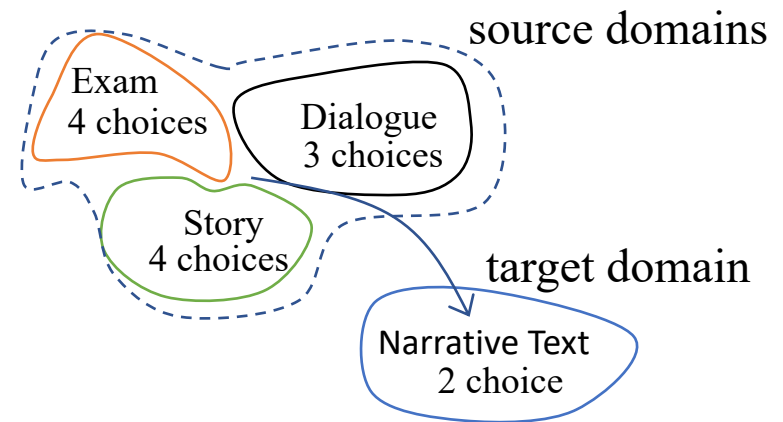 source domains
Exam
4 choices
Dialogue
3 choices
Story
4 choices
target domain
Narrative Text
2 choice